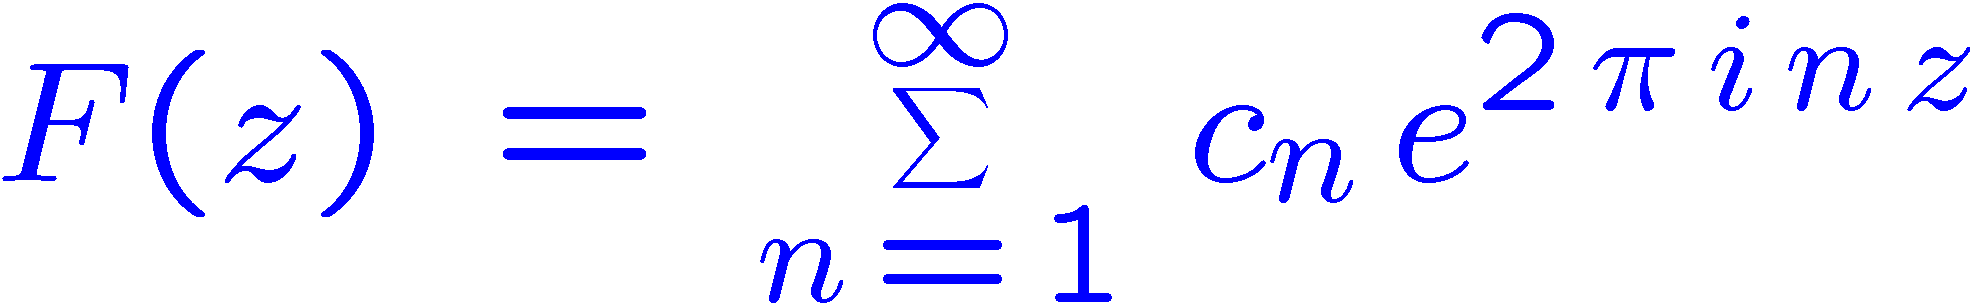 F(z) = ∑_{n=1}^{∞} c_n e^{2πinz}